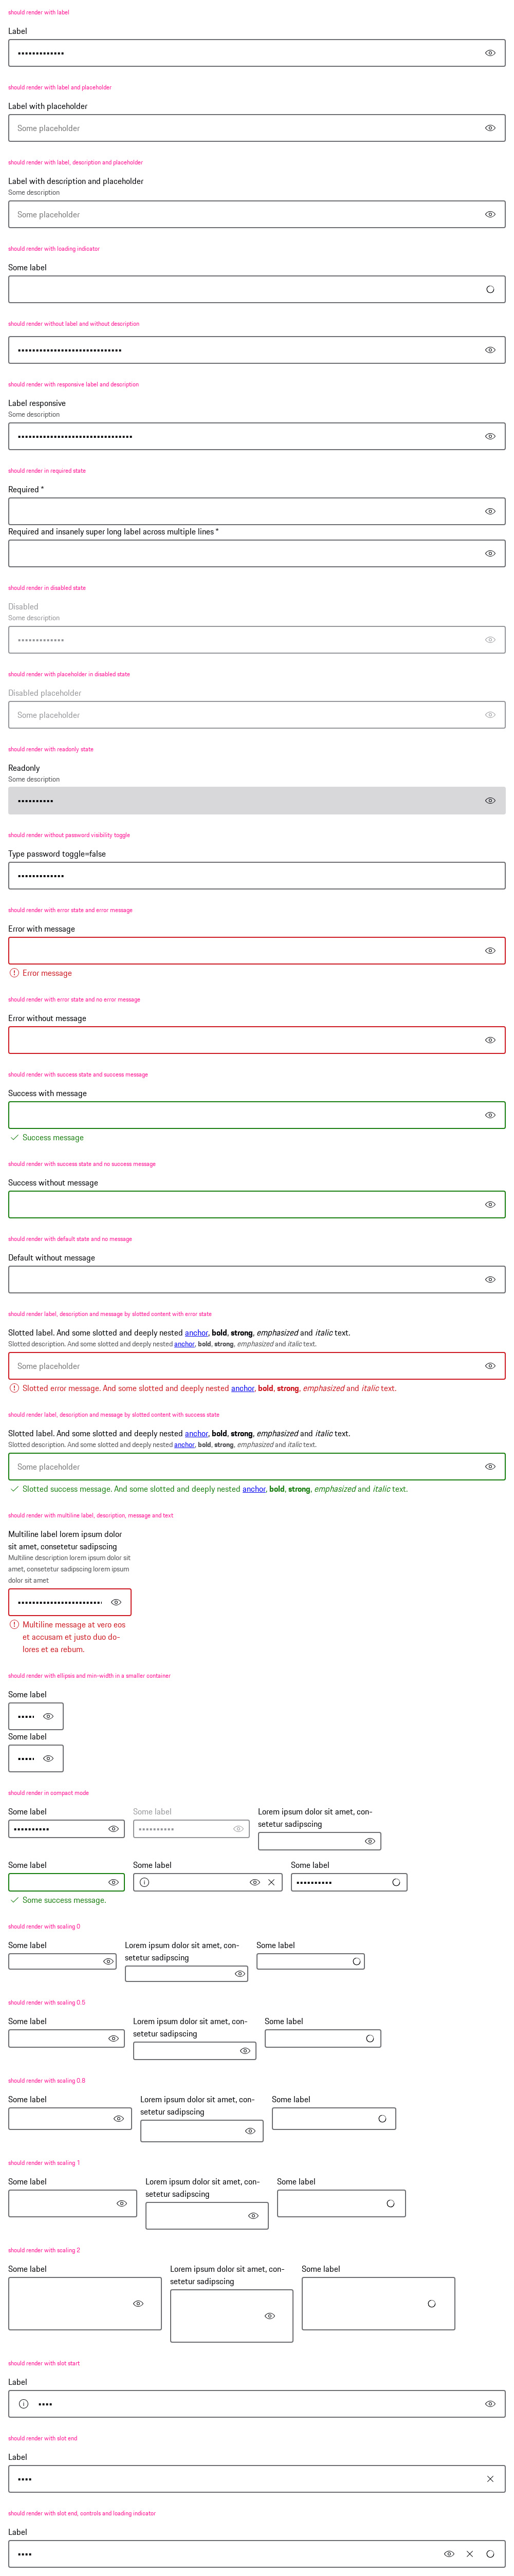 should render with label
Label
•••••••••••••
should render with label and placeholder
Label with placeholder
Some placeholder
should render with label, description and placeholder
Label with description and placeholder
Some description
Some placeholder
should render with loading indicator
Some label
should render without label and without description
•••••••••••••••••••••••••••••
should render with responsive label and description
Label responsive
Some description
••••••••••••••••••••••••••••••••
should render in required state
Required *
Required and insanely super long label across multiple lines *
should render in disabled state
Disabled
Some description
•••••••••••••
should render with placeholder in disabled state
Disabled placeholder
Some placeholder
should render with readonly state
Readonly
Some description
••••••••••
should render without password visibility toggle
Type password toggle=false
•••••••••••••
should render with error state and error message
Error with message
Error message
should render with error state and no error message
Error without message
should render with success state and success message
Success with message
Success message
should render with success state and no success message
Success without message
should render with default state and no message
Default without message
should render label, description and message by slotted content with error state
Slotted label. And some slotted and deeply nested anchor, bold, strong, emphasized and italic text.
Slotted description. And some slotted and deeply nested anchor, bold, strong, emphasized and italic text.
Some placeholder
Slotted error message. And some slotted and deeply nested anchor, bold, strong, emphasized and italic text.
should render label, description and message by slotted content with success state
Slotted label. And some slotted and deeply nested anchor, bold, strong, emphasized and italic text.
Slotted description. And some slotted and deeply nested anchor, bold, strong, emphasized and italic text.
Some placeholder
Slotted success message. And some slotted and deeply nested anchor, bold, strong, emphasized and italic text.
should render with multiline label, description, message and text
Multiline label lorem ipsum dolor
sit amet, consetetur sadipscing
Multiline description lorem ipsum dolor sit
amet, consetetur sadipscing lorem ipsum
dolor sit amet
••••••••••••••••••••••••
Multiline message at vero eos
et accusam et justo duo do-
lores et ea rebum.
should render with ellipsis and min-width in a smaller container
Some label
•••••
Some label
•••••
should render in compact mode
Some label
••••••••••
Some label
••••••••••
Lorem ipsum dolor sit amet, con-
setetur sadipscing
Some label
Some success message.
Some label
Some label
••••••••••
should render with scaling 0
Some label
Lorem ipsum dolor sit amet, con-
setetur sadipscing
Some label
should render with scaling 0.5
Some label
Lorem ipsum dolor sit amet, con-
setetur sadipscing
Some label
should render with scaling 0.8
Some label
Lorem ipsum dolor sit amet, con-
setetur sadipscing
Some label
should render with scaling 1
Some label
Lorem ipsum dolor sit amet, con-
setetur sadipscing
Some label
should render with scaling 2
Some label
Lorem ipsum dolor sit amet, con-
setetur sadipscing
Some label
should render with slot start
Label
••••
should render with slot end
Label
••••
should render with slot end, controls and loading indicator
Label
••••